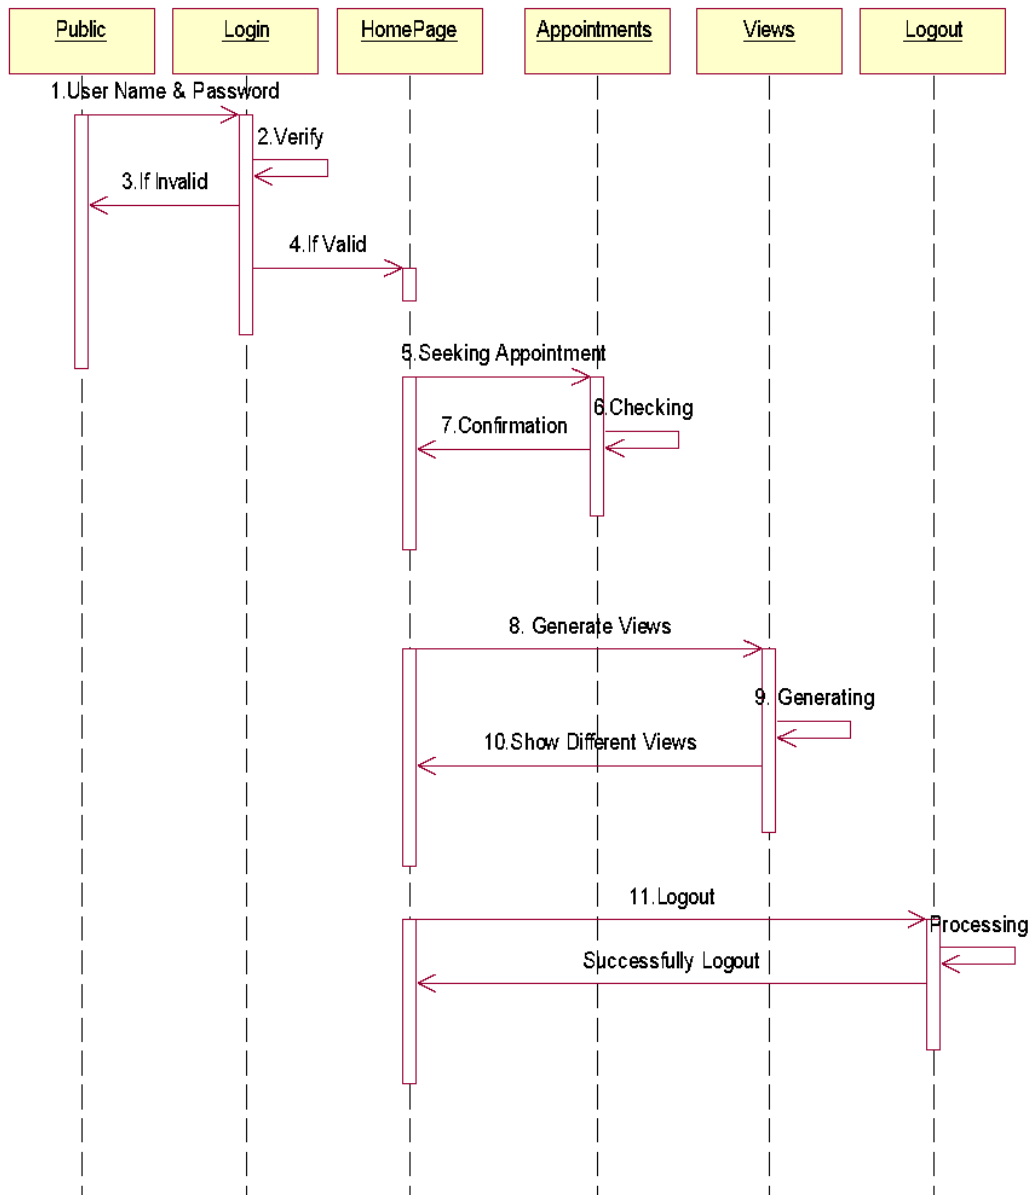 Public
Login
HomePage
Appointments
Views
Logout
1.User Name & Password
2.Verify
3.If Invalid
4.If Valid
5.Seeking Appointment
6.Checking
7.Confirmation
8. Generate Views
9. Generating
10.Show Different Views
11.Logout
Processing
Successfully Logout